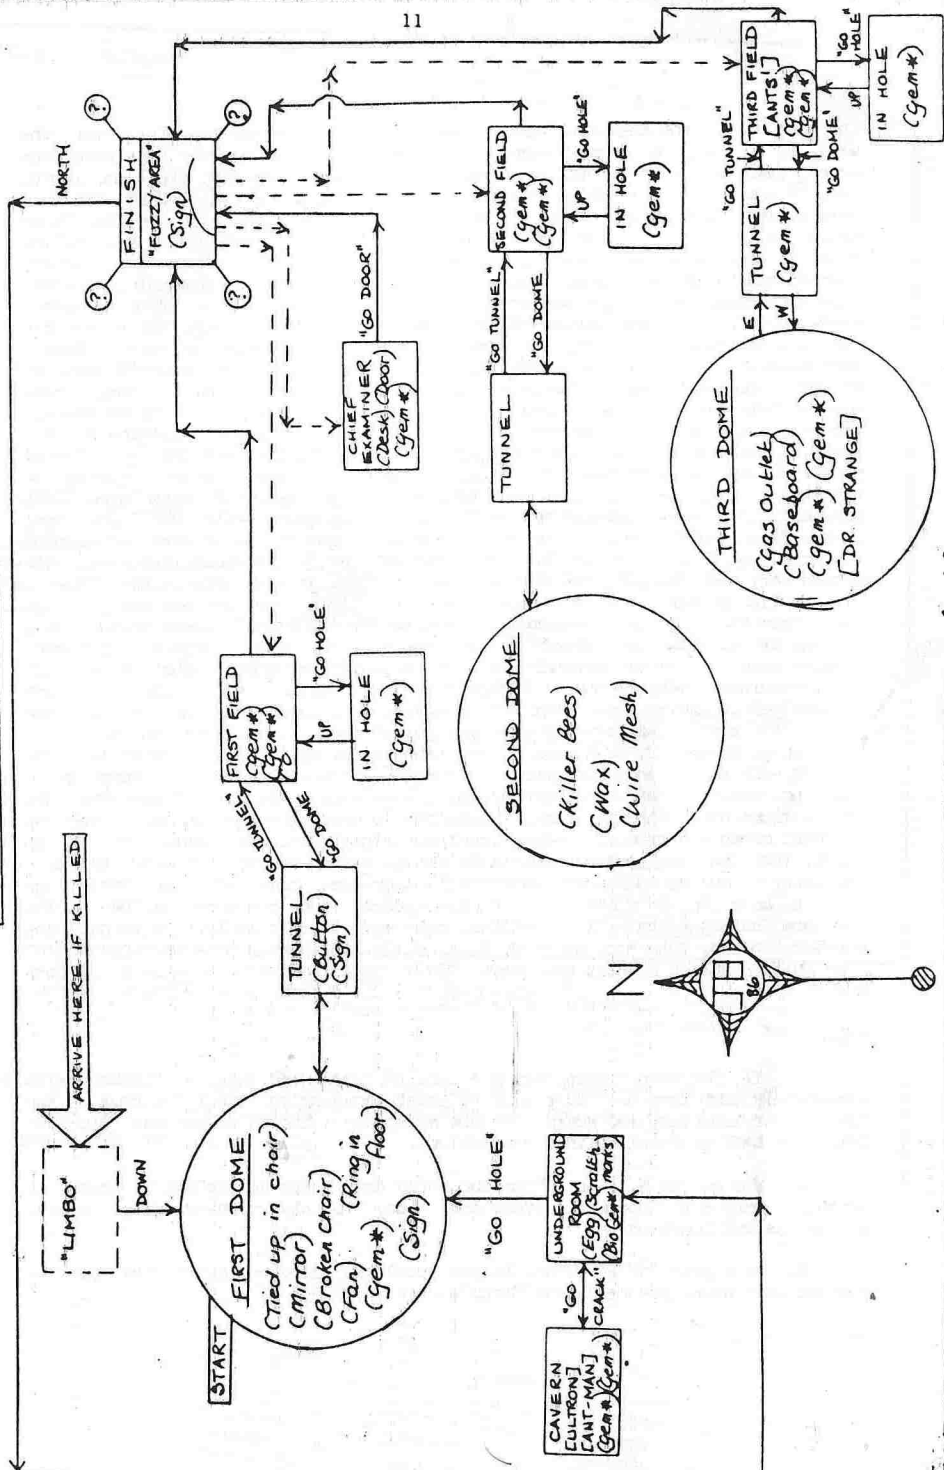 11
NORTH
FINISH
"FUZZY AREA"
(Sign)
?
?
?
?
ARRIVE HERE IF KILLED
"LIMBO"
DOWN
START
FIRST DOME
(Tied up in chair)
(Mirror)
(Broken chair)
(Fan) (Ring in floor)
(Gem*)
(Sign)
TUNNEL
(Button)
(Sign)
"GO TUNNEL"
"GO DOME"
FIRST FIELD
(Gem*)
(Gem*)
"GO HOLE"
UP
IN HOLE
(Gem*)
CHIEF
EXAMINER
(Desk) (Door)
(Gem*)
"GO DOOR"
"GO HOLE"
UNDERGROUND
ROOM
(Egg) (Scratch
(Bio Gem*) marks)
"GO
CRACK"
CAVERN
[ULTRON]
[ANT-MAN]
(Gem*) (Gem*)
N
86
SECOND DOME
(Killer Bees)
(Wax)
(Wire Mesh)
TUNNEL
"GO TUNNEL"
"GO DOME
SECOND FIELD
(Gem*)
(Gem*)
"GO HOLE"
UP
IN HOLE
(Gem*)
THIRD DOME
(Gas Outlet)
(Baseboard)
(Gem*) (Gem*)
[DR. STRANGE]
E
W
TUNNEL
(Gem*)
"GO TUNNEL"
"GO DOME'
THIRD FIELD
[ANTS!]
(Gem*)
(Gem*)
"GO HOLE"
UP
IN HOLE
(Gem*)